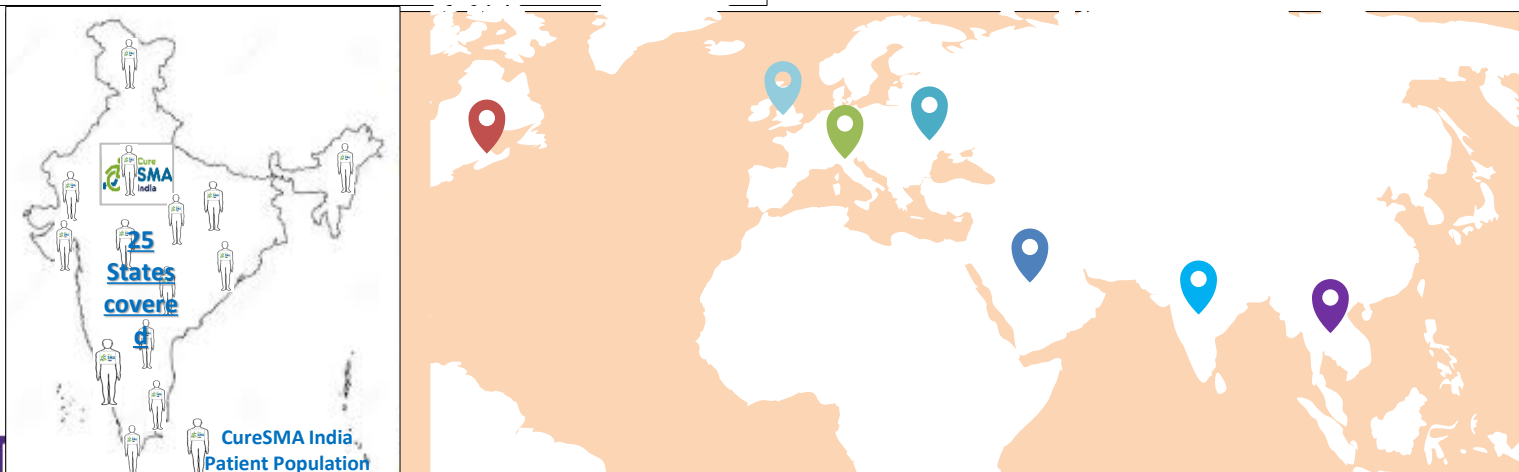 Cure
SMA
India
25
States
covere
d
CureSMA India
Patient Population